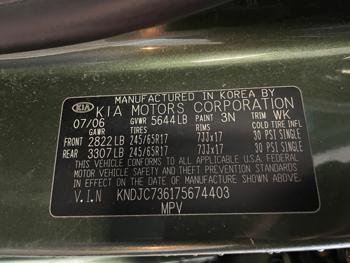 MANUFACTURED IN KOREA BY
KIA KIA MOTORS CORPORATION
07/06 GVWR 5644LB PAINT 3N TRIM WK
GAWR TIRES RIMS COLD TIRE INFL
FRONT 2822LB 245/65R17 7JJx17 30 PSI SINGLE
REAR 3307LB 245/65R17 7JJx17 30 PSI SINGLE
THIS VEHICLE CONFORMS TO ALL APPLICABLE U.S.A FEDERAL
MOTOR VEHICLE SAFETY AND THEFT PREVENTION STANDARDS
IN EFFECT ON THE DATE OF MANUFACTURE SHOWN ABOVE.
V.I.N KNDJC736175674403
MPV